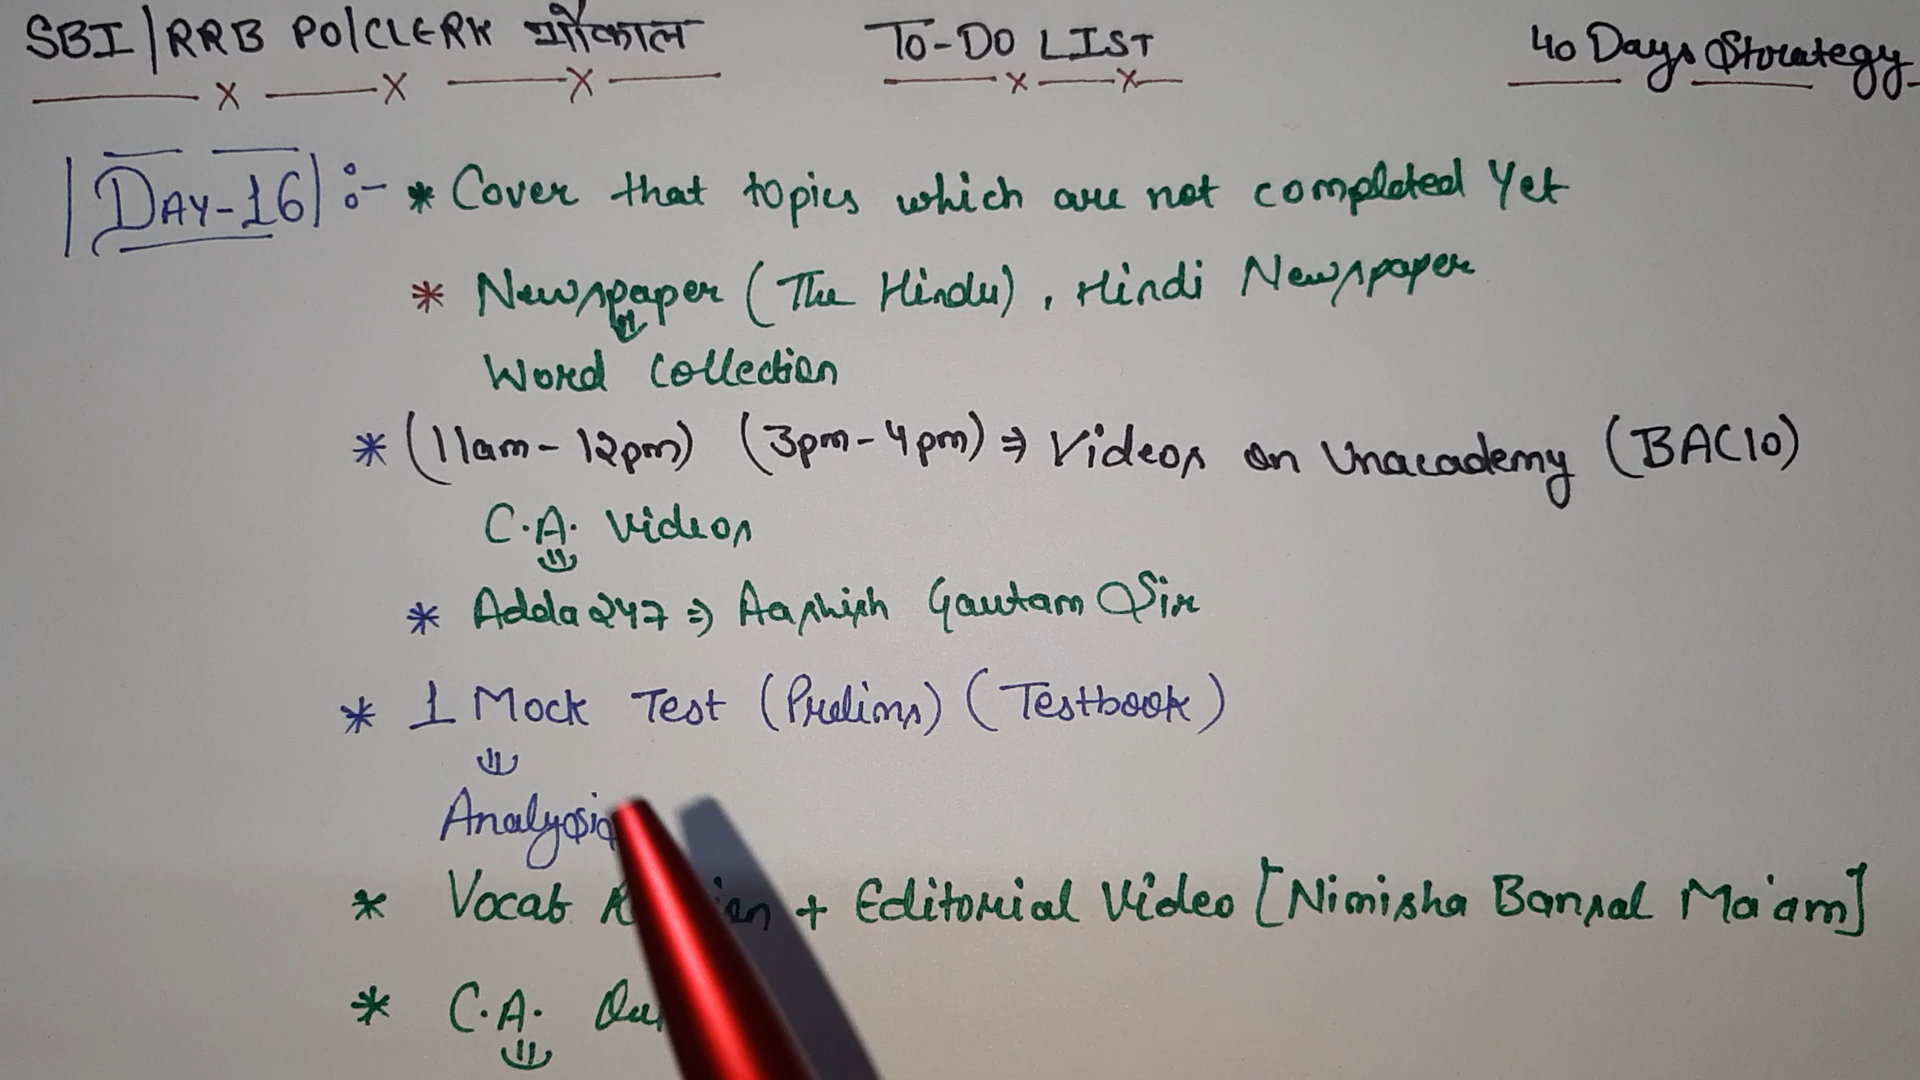 SBI/RRB PO/CLERK भौकाल TO-DO LIST 40 Days Strategy
DAY-16 :- * Cover that topics which are not completed Yet
* Newspaper (The Hindu), Hindi Newspaper
Word Collection
* (11am-12pm) (3pm-4pm) ⇒ Videos on Unacademy (BAC10)
C.A. Videos
* Adda247 ⇒ Aashish Gautam Sir
* 1 Mock Test (Prelims) (Testbook)
Analysis
* Vocab + Editorial Video [Nimisha Bansal Ma'am]
* C.A.